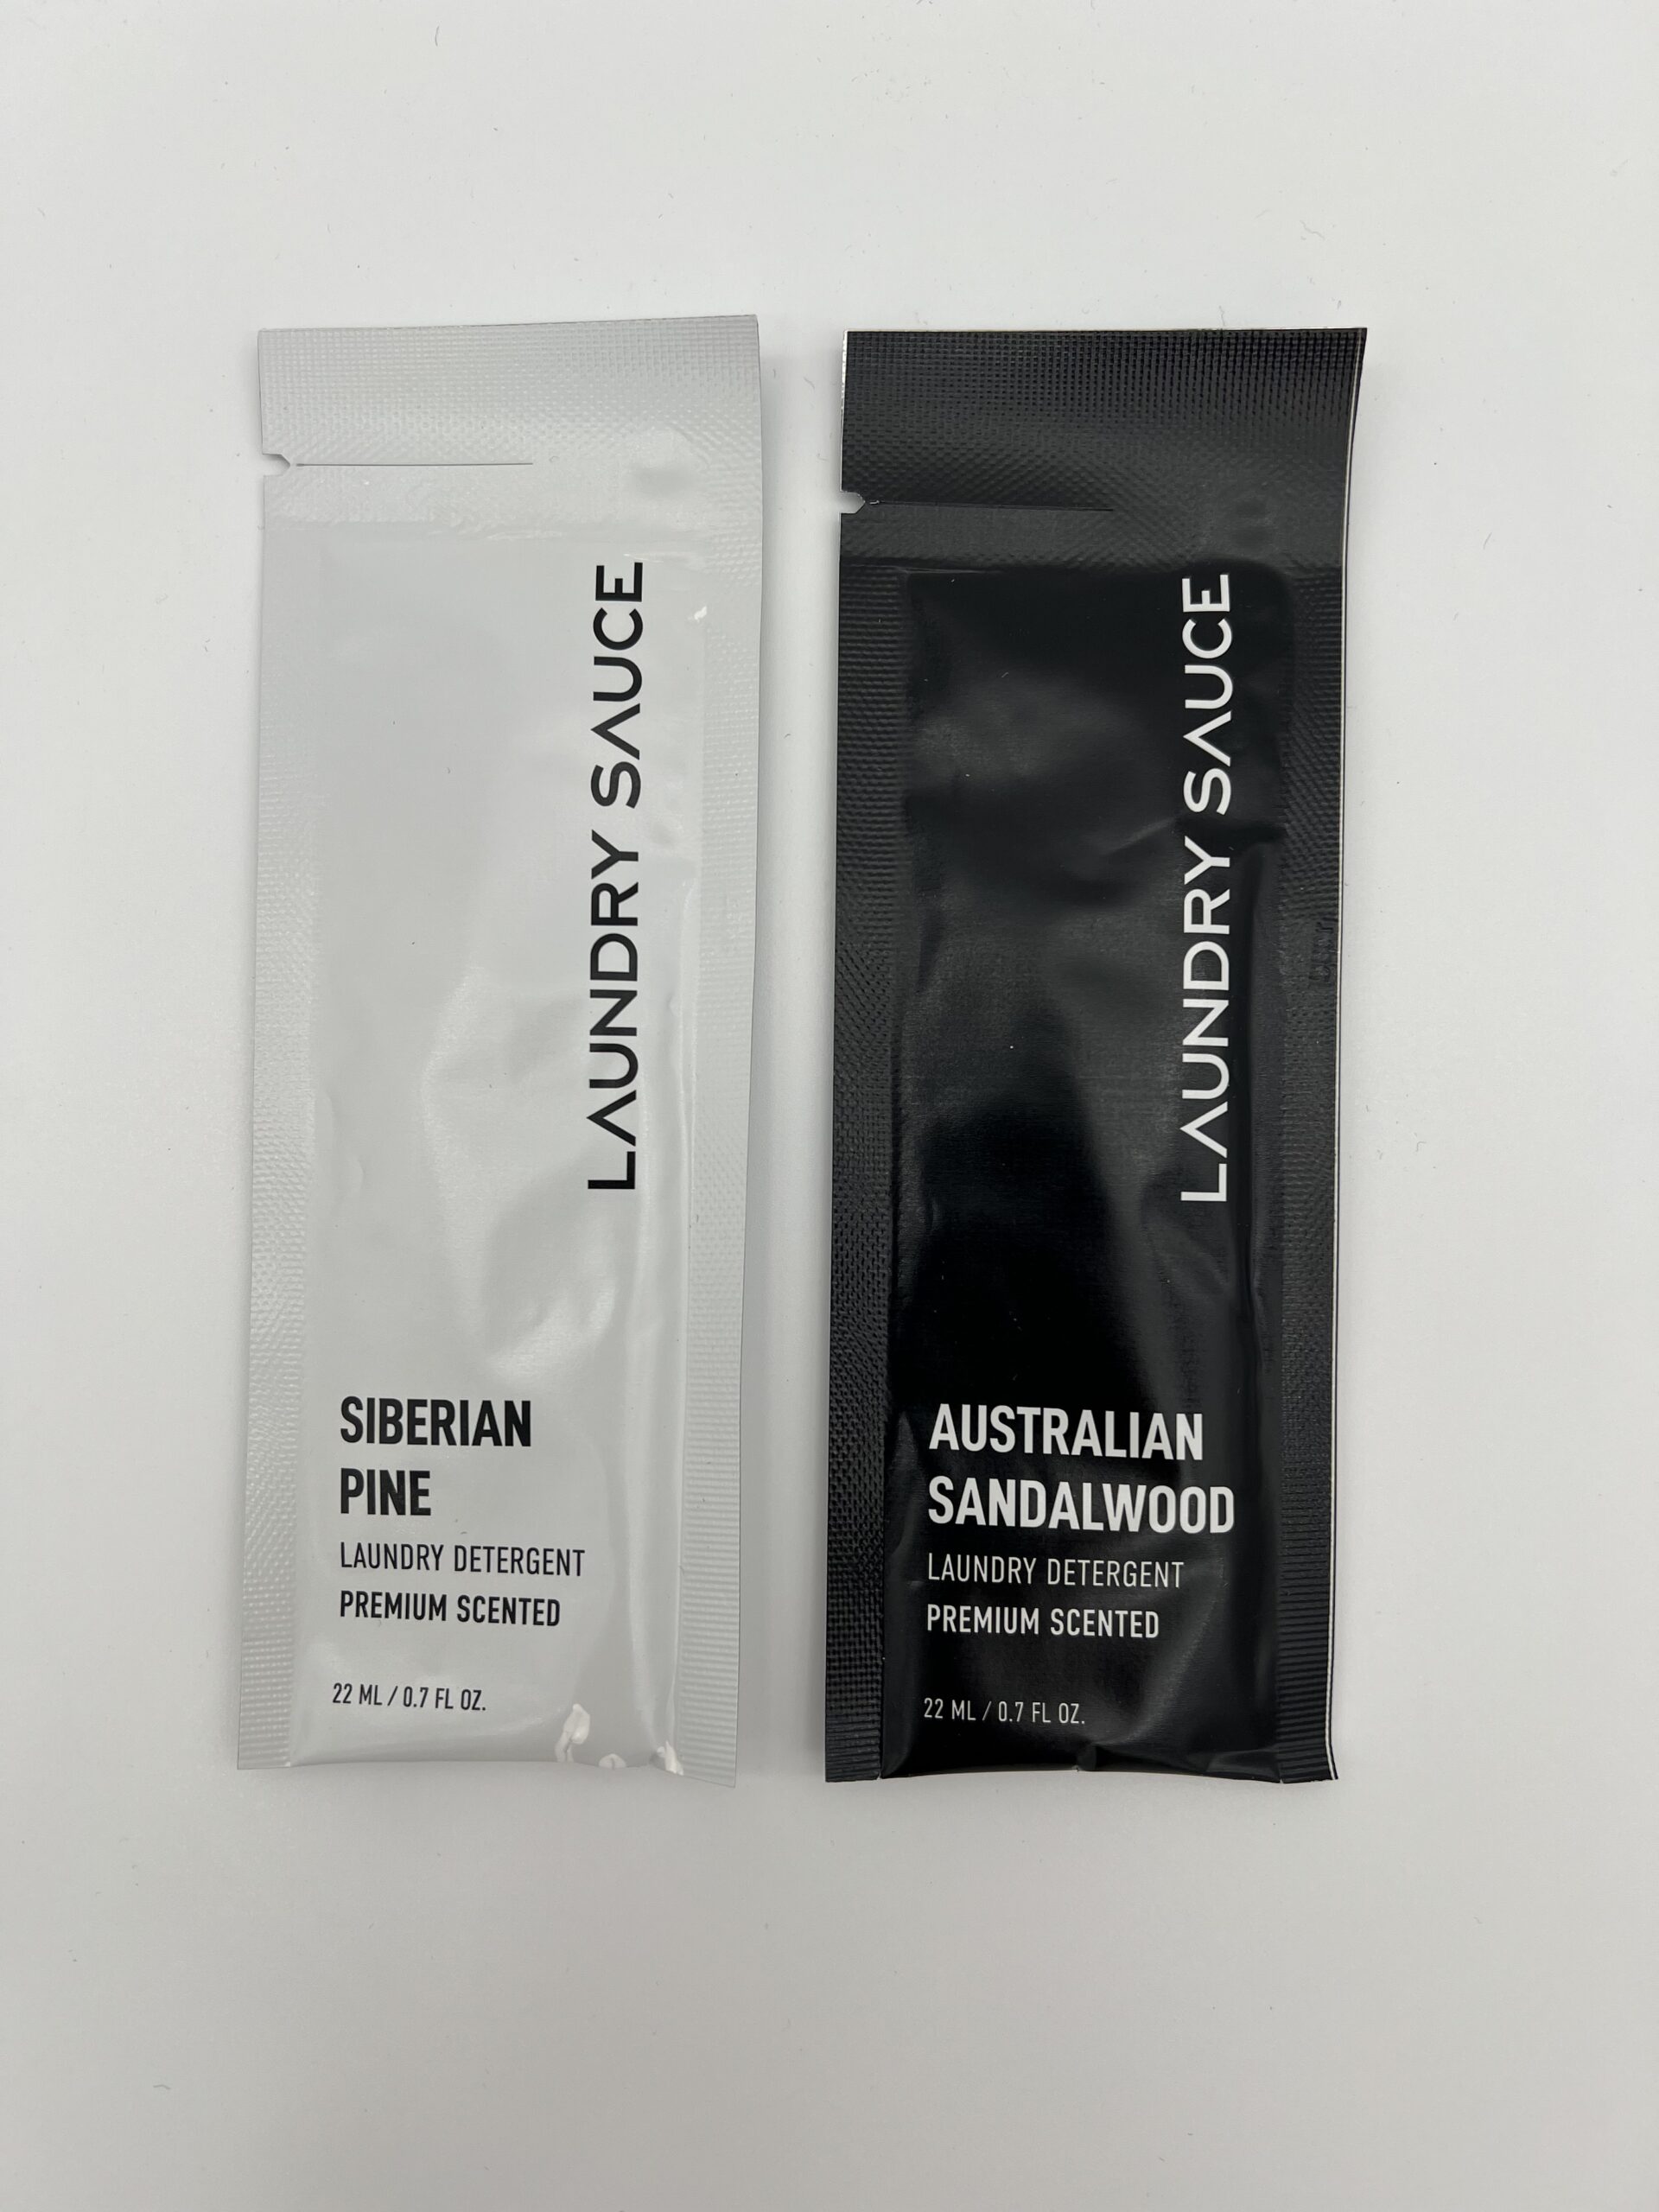 LAUNDRY SAUCE
SIBERIAN
PINE
LAUNDRY DETERGENT
PREMIUM SCENTED
22 ML / 0.7 FL OZ.
LAUNDRY SAUCE
AUSTRALIAN
SANDALWOOD
LAUNDRY DETERGENT
PREMIUM SCENTED
22 ML / 0.7 FL OZ.